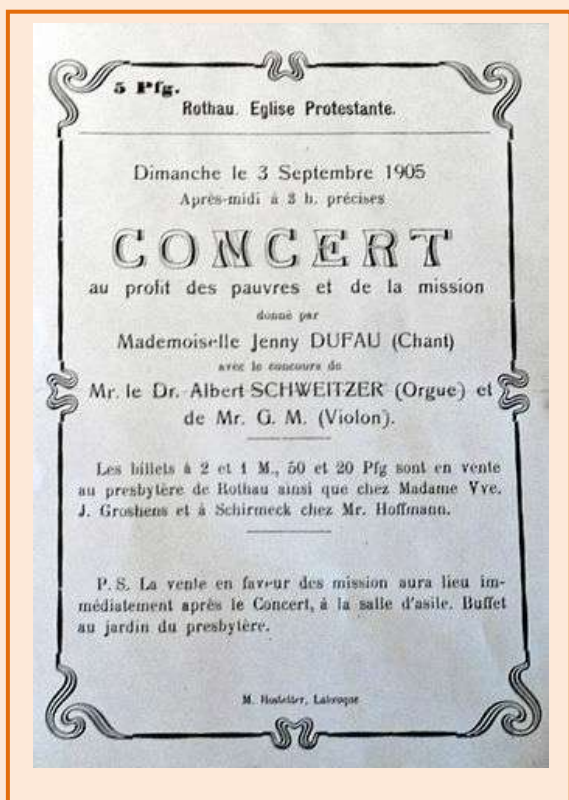 5 Pfg.
Rothau. Eglise Protestante.
Dimanche le 3 Septembre 1905
Après-midi à 3 h. précises
CONCERT
au profit des pauvres et de la mission
donné par
Mademoiselle Jenny DUFAU (Chant)
avec le concours de
Mr. le Dr. Albert SCHWEITZER (Orgue) et
de Mr. G. M. (Violon).
Les billets à 2 et 1 M., 50 et 20 Pfg sont en vente
au presbytère de Rothau ainsi que chez Madame Vve.
J. Groshens et à Schirmeck chez Mr. Hoffmann.
P. S. La vente en faveur des mission aura lieu im-
médiatement après le Concert, à la salle d'asile. Buffet
au jardin du presbytère.
M. Hostetter, Labroque